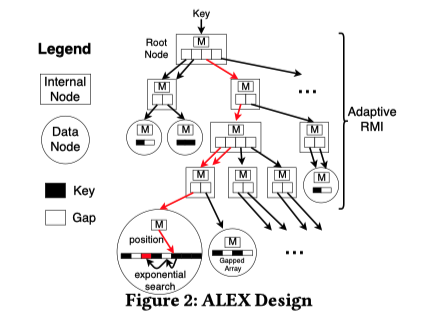 Key
Legend
Root
Node
M
Internal
Node
M
M
...
Data
Node
M
M
M
M
Adaptive
RMI
Key
M
M
M
M
Gap
M
position
M
Gapped
Array
...
exponential
search
Figure 2: ALEX Design